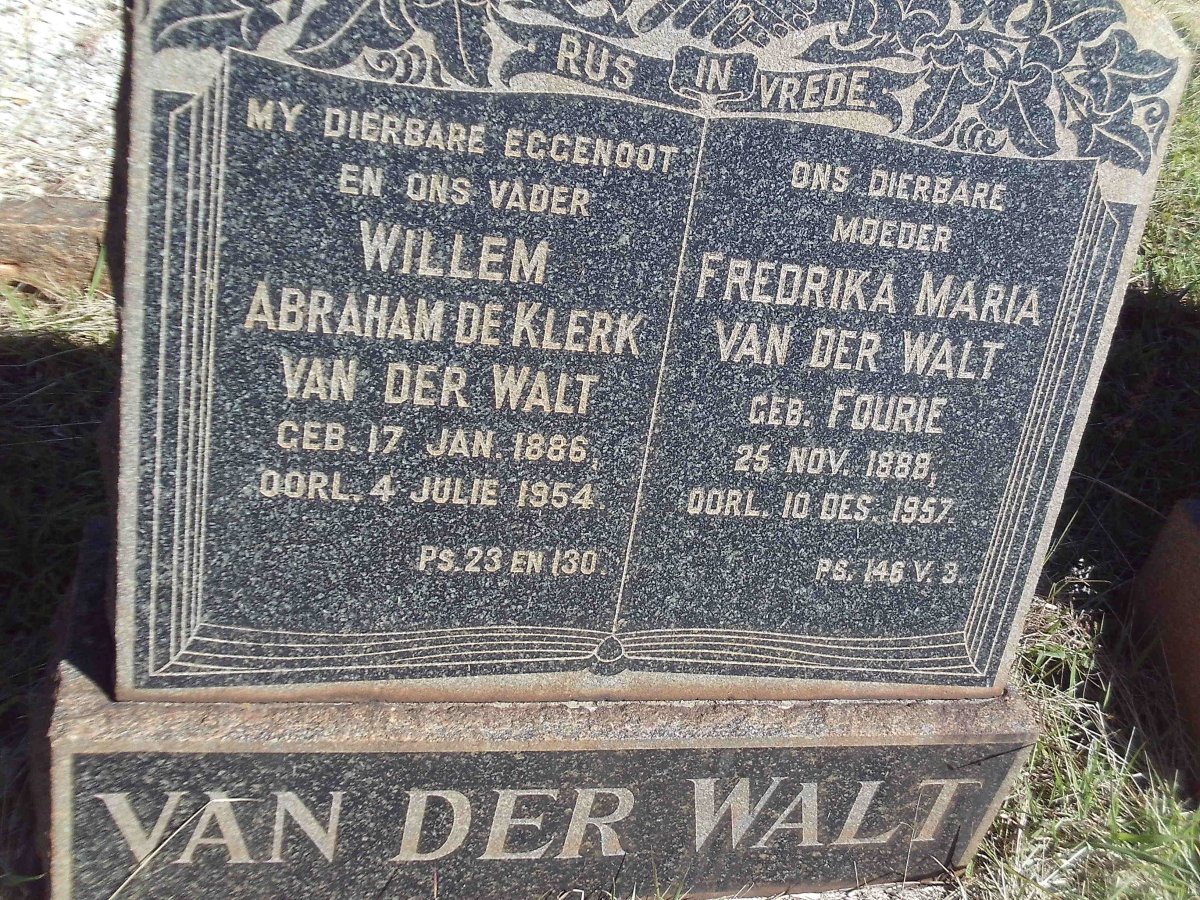 RUS IN VREDE.
MY DIERBARE EGGENOOT
EN ONS VADER
WILLEM
ABRAHAM DE KLERK
VAN DER WALT
GEB. 17 JAN. 1886,
OORL. 4 JULIE 1954.
PS. 23 EN 130.
ONS DIERBARE
MOEDER
FREDRIKA MARIA
VAN DER WALT
GEB. FOURIE
25. NOV. 1888,
OORL. 10 DES. 1957.
PS. 146 V. 3.
VAN DER WALT